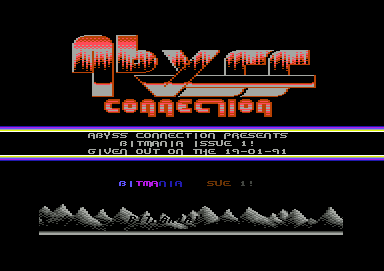 Abyss
CONNECTION
ABYSS CONNECTION PRESENTS
BITMANIA ISSUE 1!
GIVEN OUT ON THE 19-01-91
BITMANIA SUE 1!